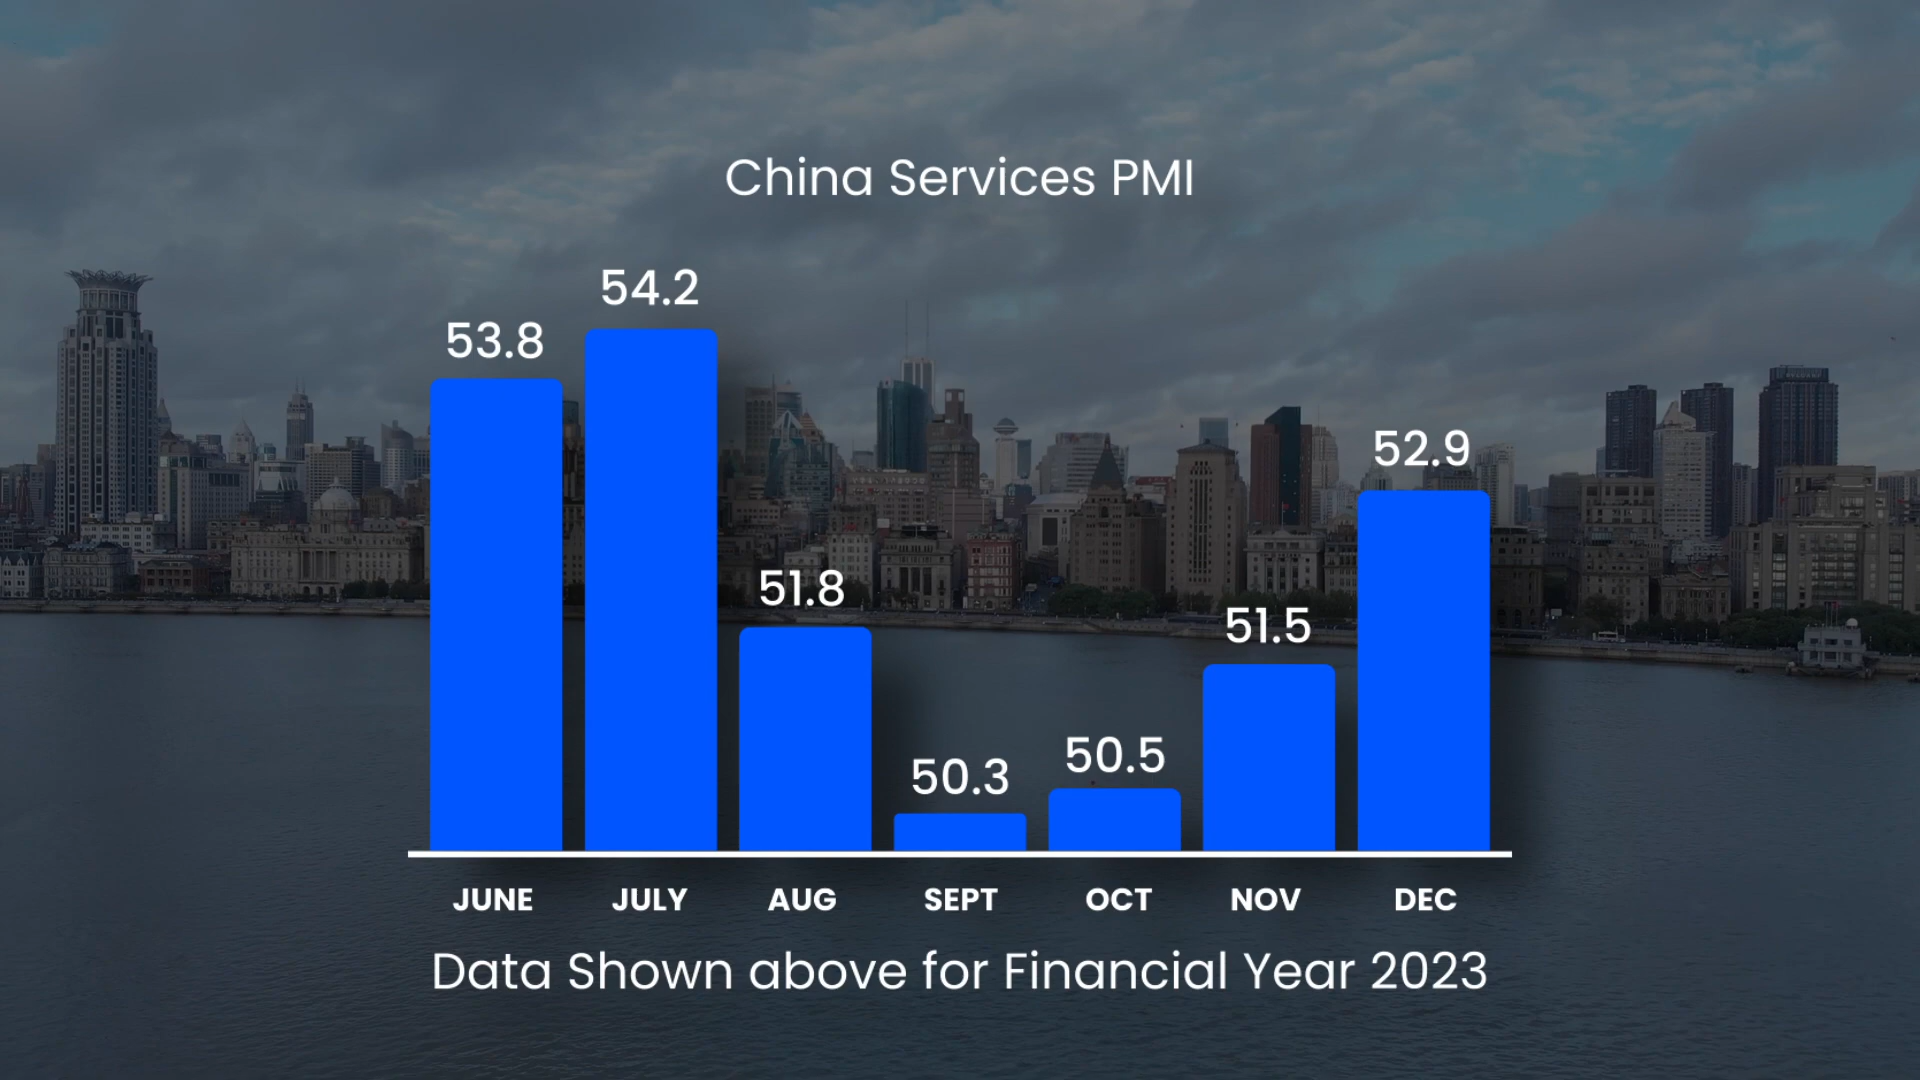 China Services PMI
53.8
54.2
51.8
50.3
50.5
51.5
52.9
JUNE JULY AUG SEPT OCT NOV DEC
Data Shown above for Financial Year 2023